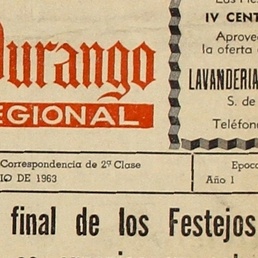 Durango
REGIONAL
IV CENT
Aprove
la oferta
LAVANDERIA
S. de
Teléfono
Correspondencia de 2ª Clase
IO DE 1963
Epoca
Año 1
final de los Festejos